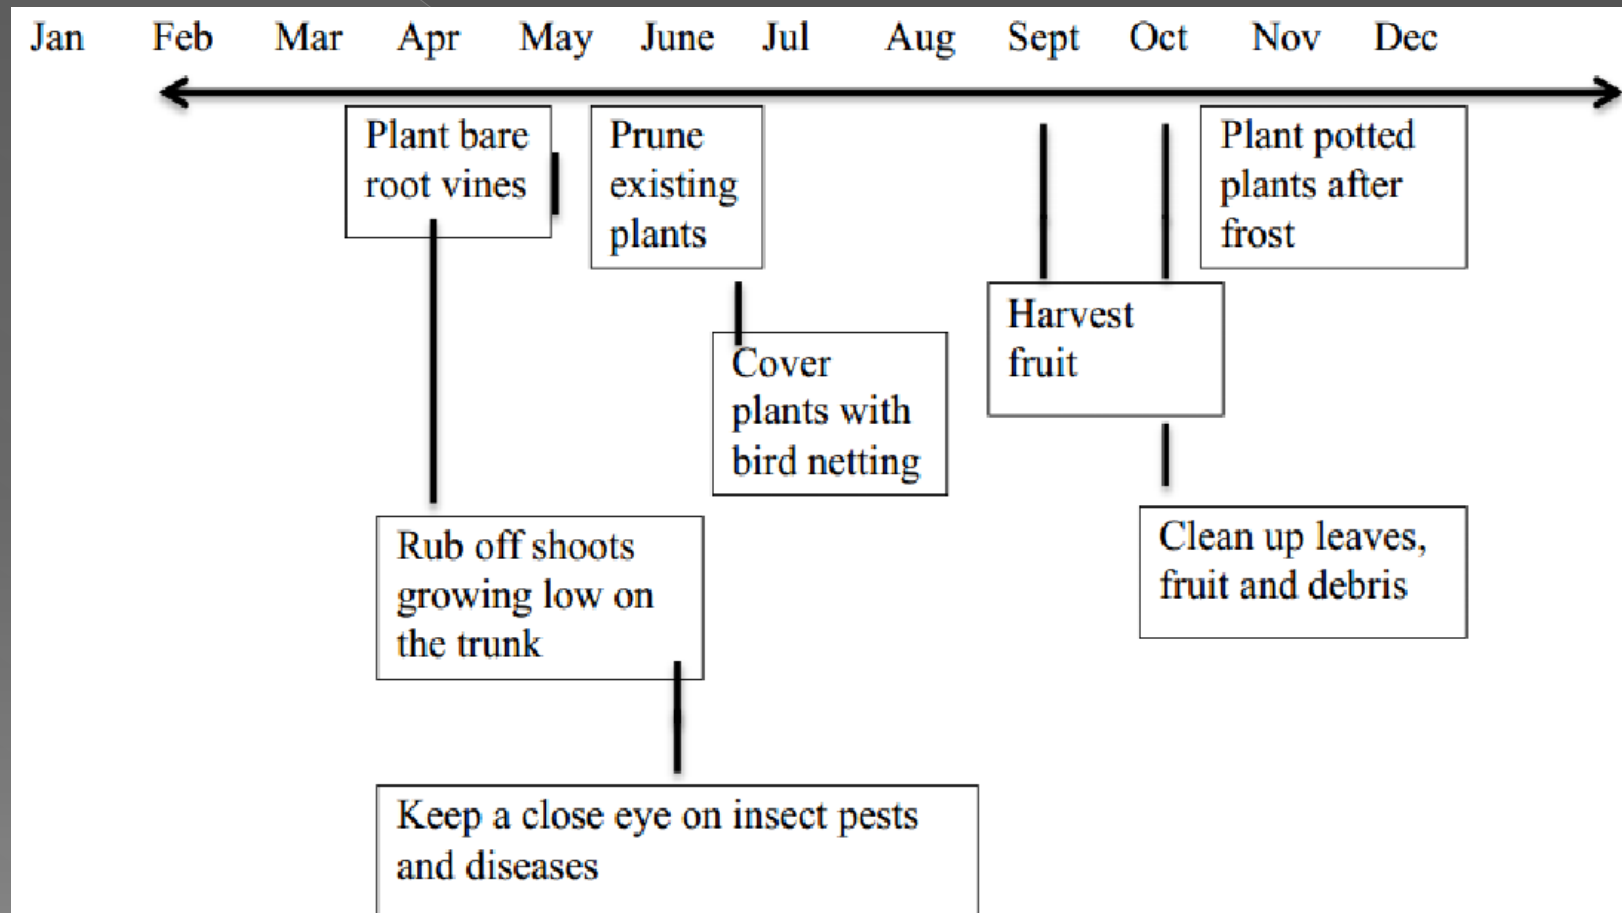 Jan Feb Mar Apr May June Jul Aug Sept Oct Nov Dec
Plant bare
root vines
Prune
existing
plants
Plant potted
plants after
frost
Harvest
fruit
Cover
plants with
bird netting
Rub off shoots
growing low on
the trunk
Clean up leaves,
fruit and debris
Keep a close eye on insect pests
and diseases